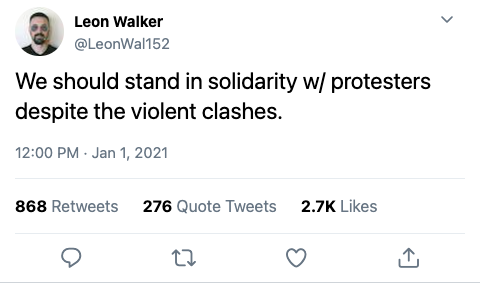 Leon Walker
@LeonWal152
We should stand in solidarity w/ protesters
despite the violent clashes.
12:00 PM · Jan 1, 2021
868 Retweets 276 Quote Tweets 2.7K Likes